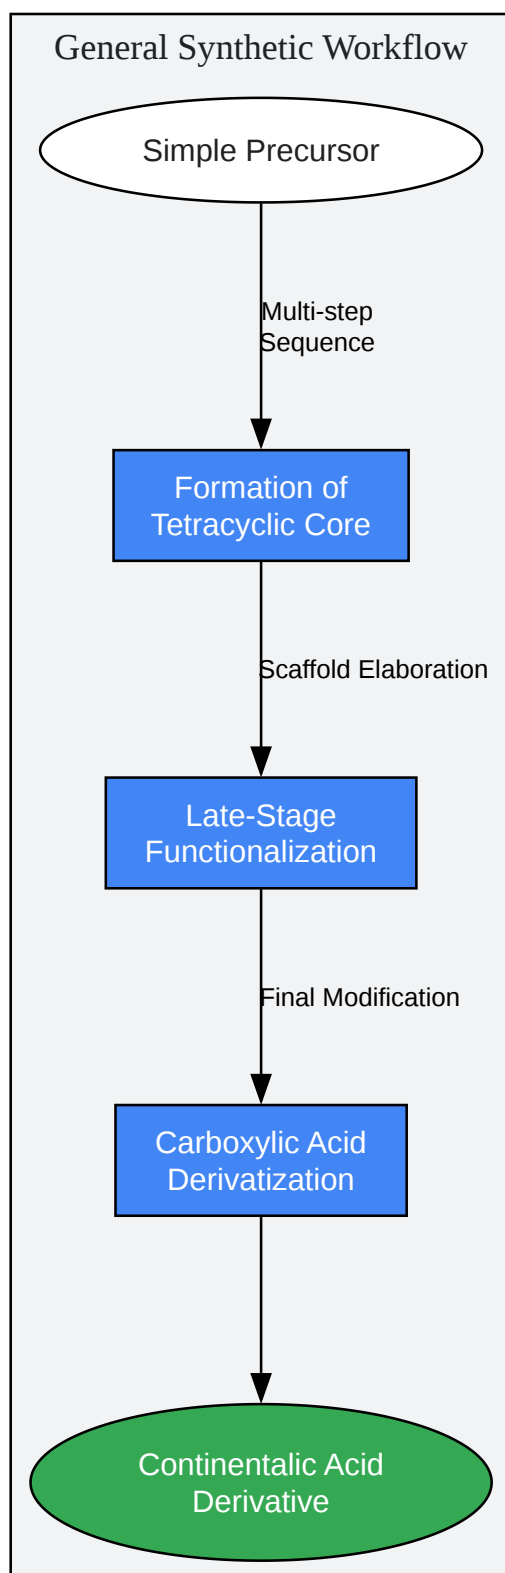 General Synthetic Workflow
Simple Precursor
Multi-step
Sequence
Formation of
Tetracyclic Core
Scaffold Elaboration
Late-Stage
Functionalization
Final Modification
Carboxylic Acid
Derivatization
Continentalic Acid
Derivative